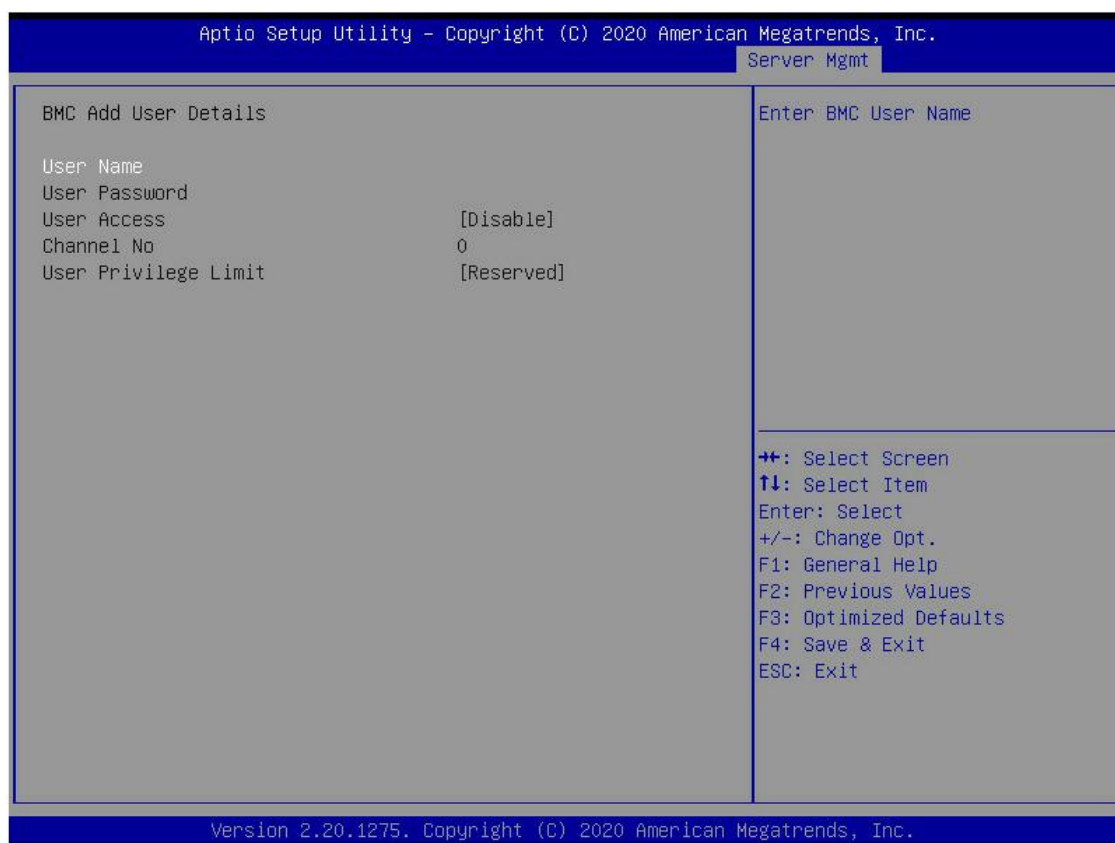 Aptio Setup Utility – Copyright (C) 2020 American Megatrends, Inc.
Server Mgmt
BMC Add User Details
User Name
User Password
User Access [Disable]
Channel No 0
User Privilege Limit [Reserved]
Enter BMC User Name
→←: Select Screen
↑↓: Select Item
Enter: Select
+/-: Change Opt.
F1: General Help
F2: Previous Values
F3: Optimized Defaults
F4: Save & Exit
ESC: Exit
Version 2.20.1275. Copyright (C) 2020 American Megatrends, Inc.